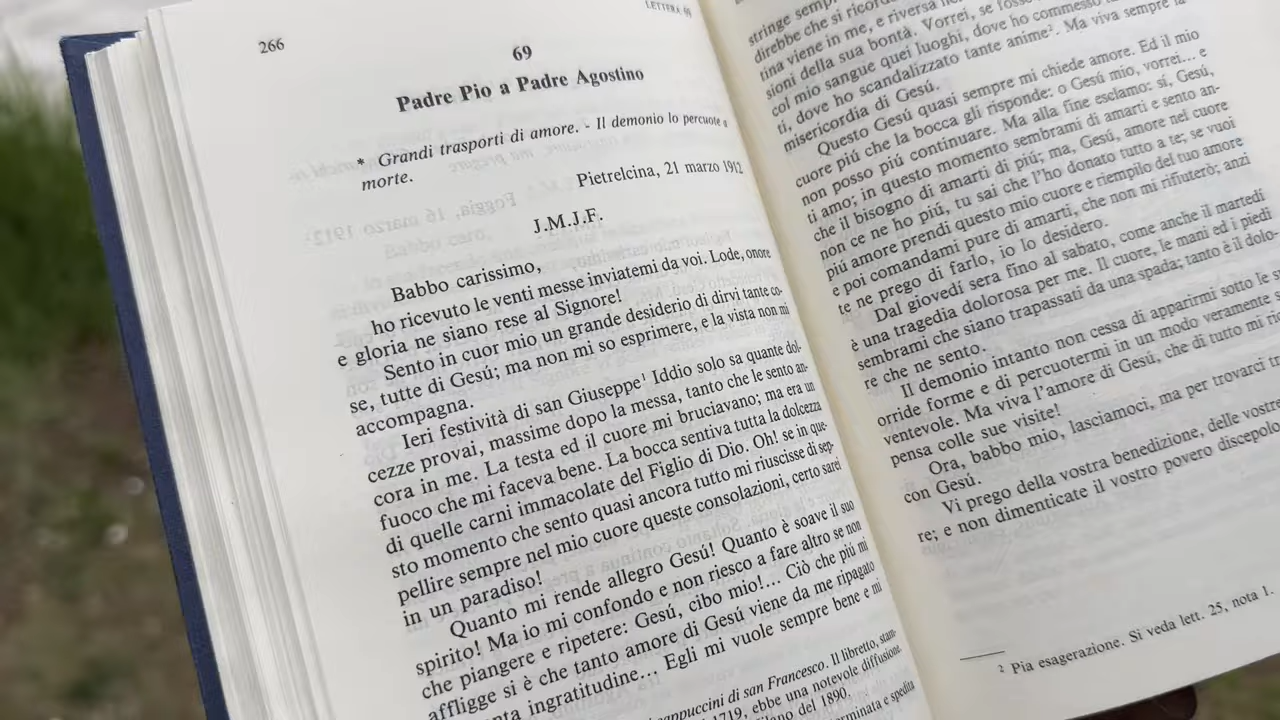 LETTERA 69
266
69
Padre Pio a Padre Agostino
* Grandi trasporti di amore. - Il demonio lo percuote a
morte.
Pietrelcina, 21 marzo 1912
J.M.J.F.
Babbo carissimo,
ho ricevuto le venti messe inviatemi da voi. Lode, onore
e gloria ne siano rese al Signore!
Sento in cuor mio un grande desiderio di dirvi tante co-
se, tutte di Gesú; ma non mi so esprimere, e la vista non mi
accompagna.
Ieri festività di san Giuseppe¹ Iddio solo sa quante dol-
cezze provai, massime dopo la messa, tanto che le sento an-
cora in me. La testa ed il cuore mi bruciavano; ma era un
fuoco che mi faceva bene. La bocca sentiva tutta la dolcezza
di quelle carni immacolate del Figlio di Dio. Oh! se in que-
sto momento che sento quasi ancora tutto mi riuscisse di sep-
pellire sempre nel mio cuore queste consolazioni, certo sarei
in un paradiso!
Quanto mi rende allegro Gesú! Quanto è soave il suo
spirito! Ma io mi confondo e non riesco a fare altro se non
che piangere e ripetere: Gesú, cibo mio!... Ciò che piú mi
affligge si è che tanto amore di Gesú viene da me ripagato
ingratitudine... Egli mi vuole sempre bene e mi
cappuccini di san Francesco. Il libretto, stam-
1719, ebbe una notevole diffusione.
del 1890.
e spedita
stringe
direbbe che si
tina viene in me, e riversa
sioni della sua bontà. Vorrei, se
col mio sangue quei luoghi, dove ho commesso
ti, dove ho scandalizzato tante anime². Ma viva sempre la
misericordia di Gesú.
Questo Gesú quasi sempre mi chiede amore. Ed il mio
cuore piú che la bocca gli risponde: o Gesú mio, vorrei... e
non posso piú continuare. Ma alla fine esclamo: sí, Gesú,
ti amo; in questo momento sembrami di amarti e sento an-
che il bisogno di amarti di piú; ma, Gesú, amore nel cuore
non ce ne ho piú, tu sai che l'ho donato tutto a te; se vuoi
piú amore prendi questo mio cuore e riempilo del tuo amore
e poi comandami pure di amarti, che non mi rifiuterò; anzi
te ne prego di farlo, io lo desidero.
Dal giovedí sera fino al sabato, come anche il martedí
è una tragedia dolorosa per me. Il cuore, le mani ed i piedi
sembrami che siano trapassati da una spada; tanto è il dolo-
re che ne sento.
Il demonio intanto non cessa di apparirmi sotto le
orride forme e di percuotermi in un modo veramente
ventevole. Ma viva l'amore di Gesú, che di tutto mi
pensa colle sue visite!
Ora, babbo mio, lasciamoci, ma per trovarci
con Gesú.
Vi prego della vostra benedizione, delle
re; e non dimenticate il vostro povero discepolo
² Pia esagerazione. Si veda lett. 25, nota 1.